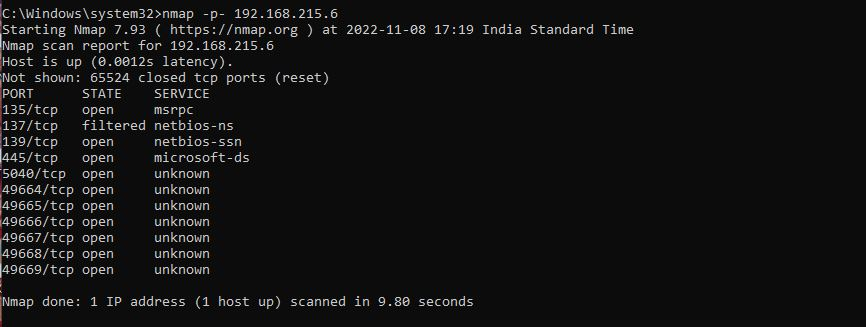 C:\Windows\system32>nmap -p- 192.168.215.6
Starting Nmap 7.93 ( https://nmap.org ) at 2022-11-08 17:19 India Standard Time
Nmap scan report for 192.168.215.6
Host is up (0.0012s latency).
Not shown: 65524 closed tcp ports (reset)
PORT      STATE    SERVICE
135/tcp   open     msrpc
137/tcp   filtered netbios-ns
139/tcp   open     netbios-ssn
445/tcp   open     microsoft-ds
5040/tcp  open     unknown
49664/tcp open     unknown
49665/tcp open     unknown
49666/tcp open     unknown
49667/tcp open     unknown
49668/tcp open     unknown
49669/tcp open     unknown
Nmap done: 1 IP address (1 host up) scanned in 9.80 seconds